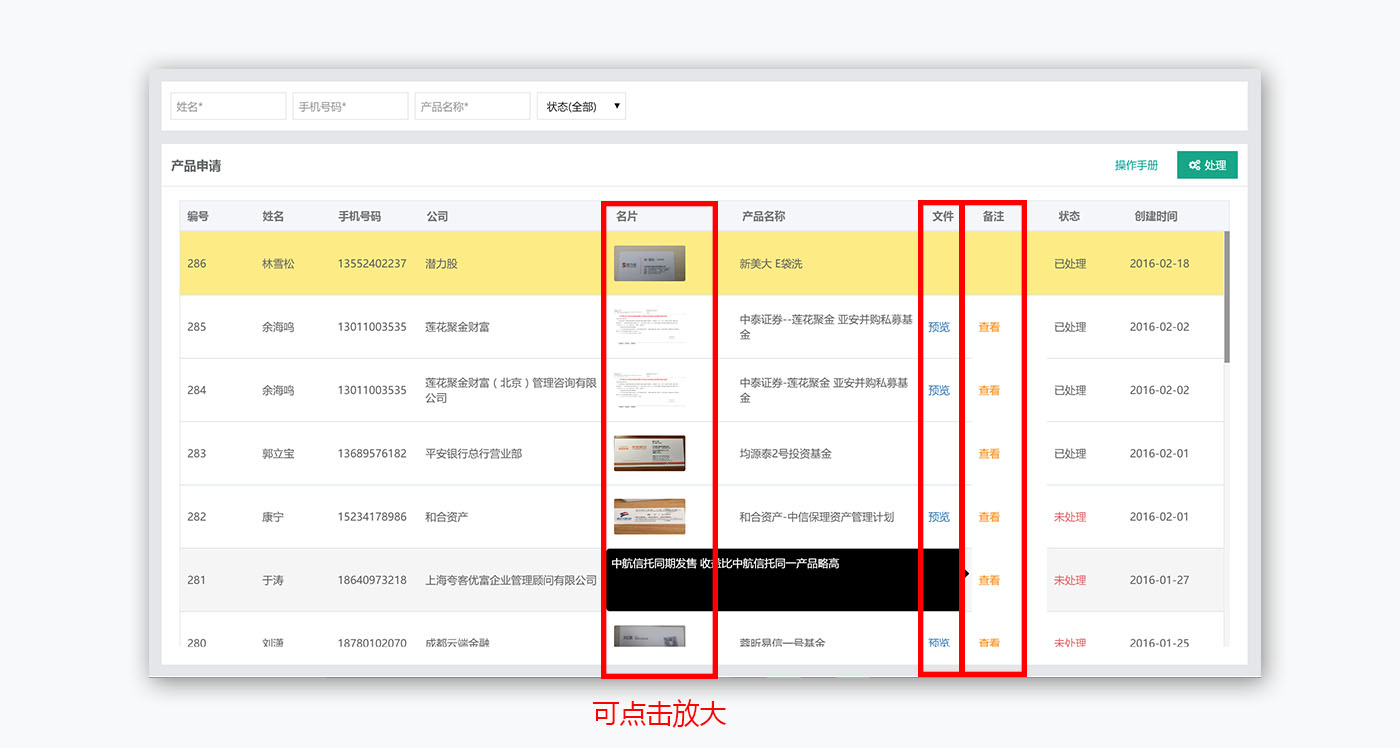 姓名* 手机号码* 产品名称* 状态(全部)
产品申请 操作手册 处理
编号 姓名 手机号码 公司 名片 产品名称 文件 备注 状态 创建时间
286 林雪松 13552402237 潜力股 新美大 E袋洗 已处理 2016-02-18
285 余海鸣 13011003535 莲花聚金财富 中泰证券--莲花聚金 亚安并购私募基 预览 查看 已处理 2016-02-02
金
284 余海鸣 13011003535 莲花聚金财富（北京）管理咨询有限 中泰证券-莲花聚金 亚安并购私募基 预览 查看 已处理 2016-02-02
公司 金
283 郭立宝 13689576182 平安银行总行营业部 均源泰2号投资基金 查看 已处理 2016-02-01
282 康宁 15234178986 和合资产 和合资产-中信保理资产管理计划 预览 查看 未处理 2016-02-01
中航信托同期发售 收益比中航信托同一产品略高
281 于涛 18640973218 上海夸客优富企业管理顾问有限公司 查看 未处理 2016-01-27
280 刘潇 18780102070 成都云端金融 蓉昕易信一号基金 预览 查看 未处理 2016-01-25
可点击放大